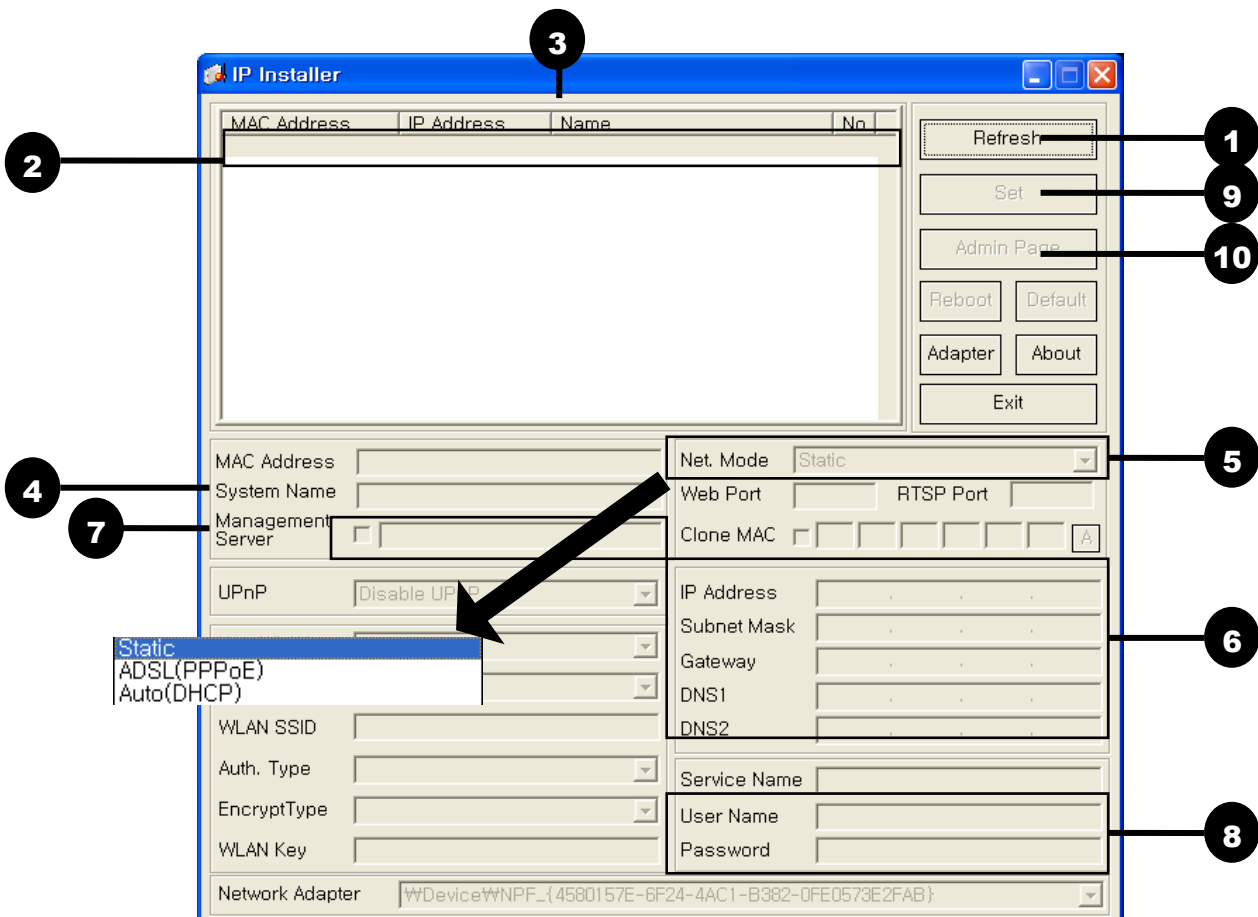 3
IP Installer
MAC Address IP Address Name No
2
Refresh 1
Set 9
Admin Page 10
Reboot Default
Adapter About
Exit
MAC Address
Net. Mode Static 5
4 System Name
Web Port RTSP Port
7 Management Server
Clone MAC A
UPnP Disable UPnP
IP Address . . .
Subnet Mask . . .
6
Gateway . . .
DNS1 . . .
DNS2 . . .
Static
ADSL(PPPoE)
Auto(DHCP)
WLAN SSID
Auth. Type
Service Name
EncryptType
User Name
8
WLAN Key
Password
Network Adapter ₩Device₩NPF_{4580157E-6F24-4AC1-B382-0FE0573E2FAB}